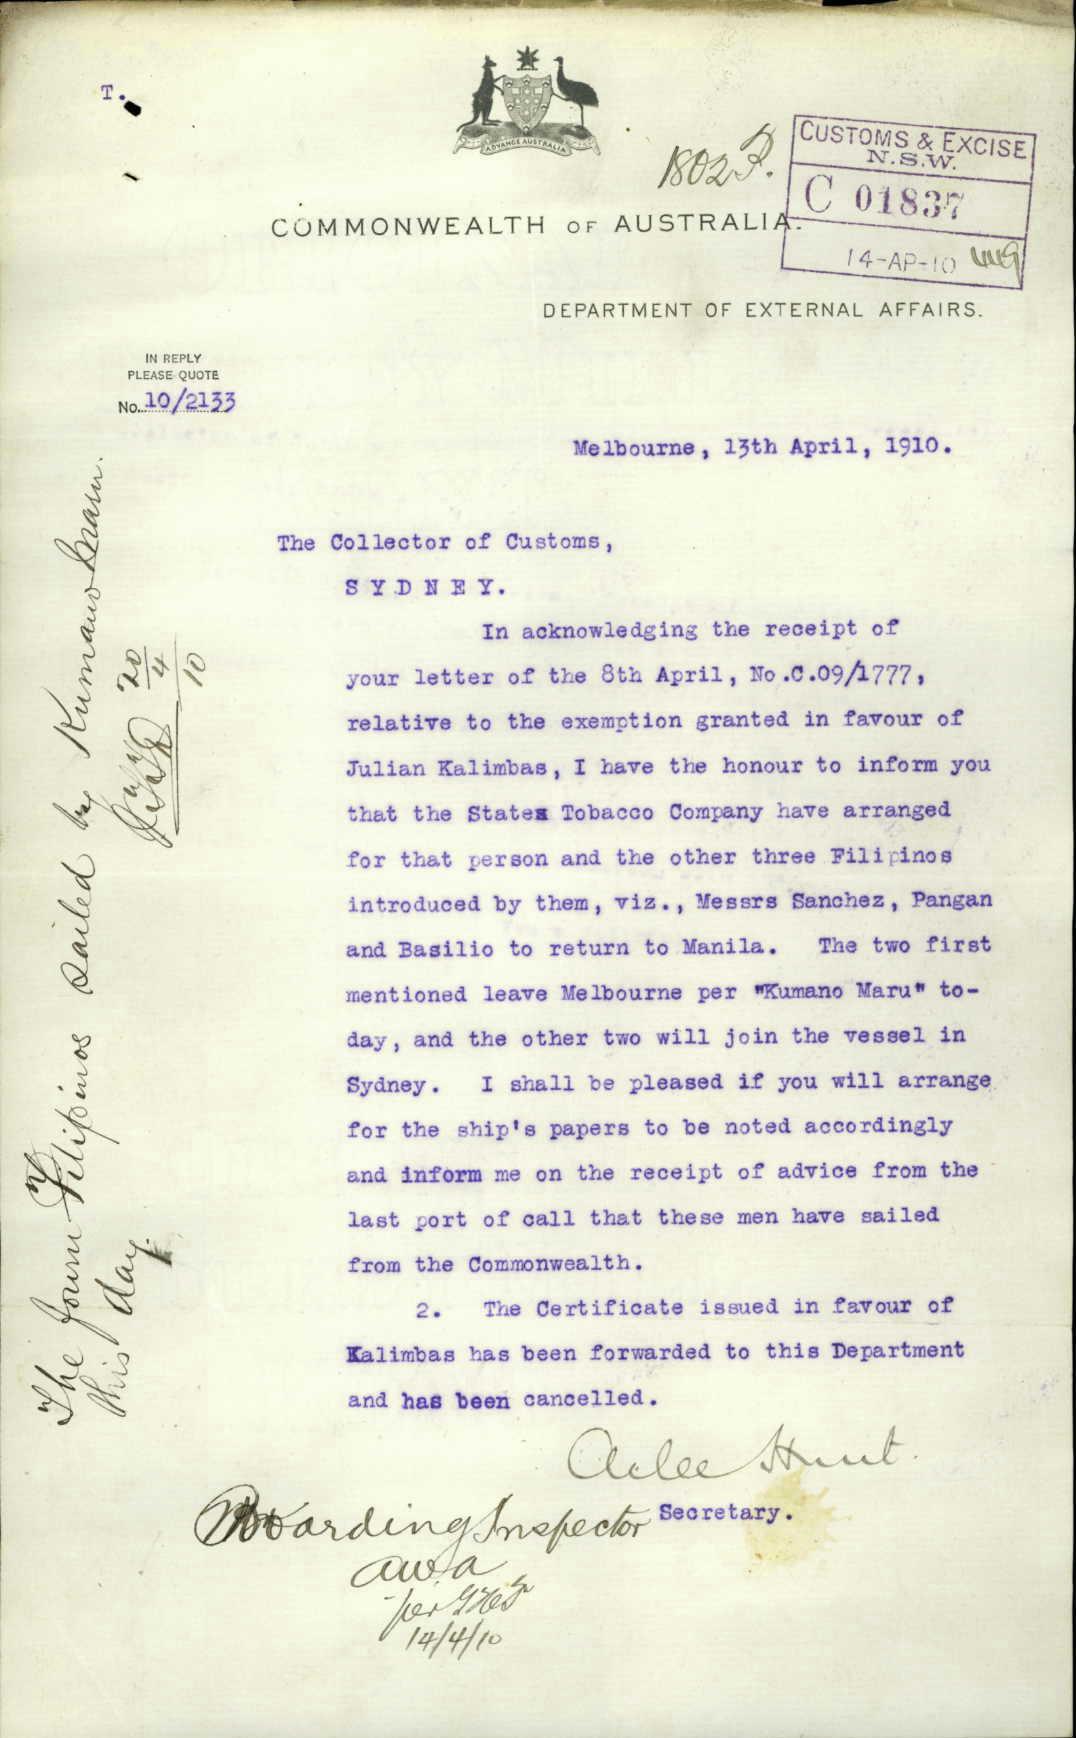 T.
ADVANCE AUSTRALIA
1802 P.
CUSTOMS & EXCISE
N.S.W.
C 01837
14-AP-10
COMMONWEALTH OF AUSTRALIA.
DEPARTMENT OF EXTERNAL AFFAIRS.
IN REPLY
PLEASE QUOTE
No. 10/2133
Melbourne, 13th April, 1910.
The Collector of Customs,
SYDNEY.
In acknowledging the receipt of
your letter of the 8th April, No.C.09/1777,
relative to the exemption granted in favour of
Julian Kalimbas, I have the honour to inform you
that the States Tobacco Company have arranged
for that person and the other three Filipinos
introduced by them, viz., Messrs Sanchez, Pangan
and Basilio to return to Manila. The two first
mentioned leave Melbourne per "Kumano Maru" to-
day, and the other two will join the vessel in
Sydney. I shall be pleased if you will arrange
for the ship's papers to be noted accordingly
and inform me on the receipt of advice from the
last port of call that these men have sailed
from the Commonwealth.
2. The Certificate issued in favour of
Kalimbas has been forwarded to this Department
and has been cancelled.
Atlee Hunt.
Secretary.
Boarding Inspector
awa
per
14/4/10
The four Filipinos sailed by Kumano Maru
this day.
20/4/10